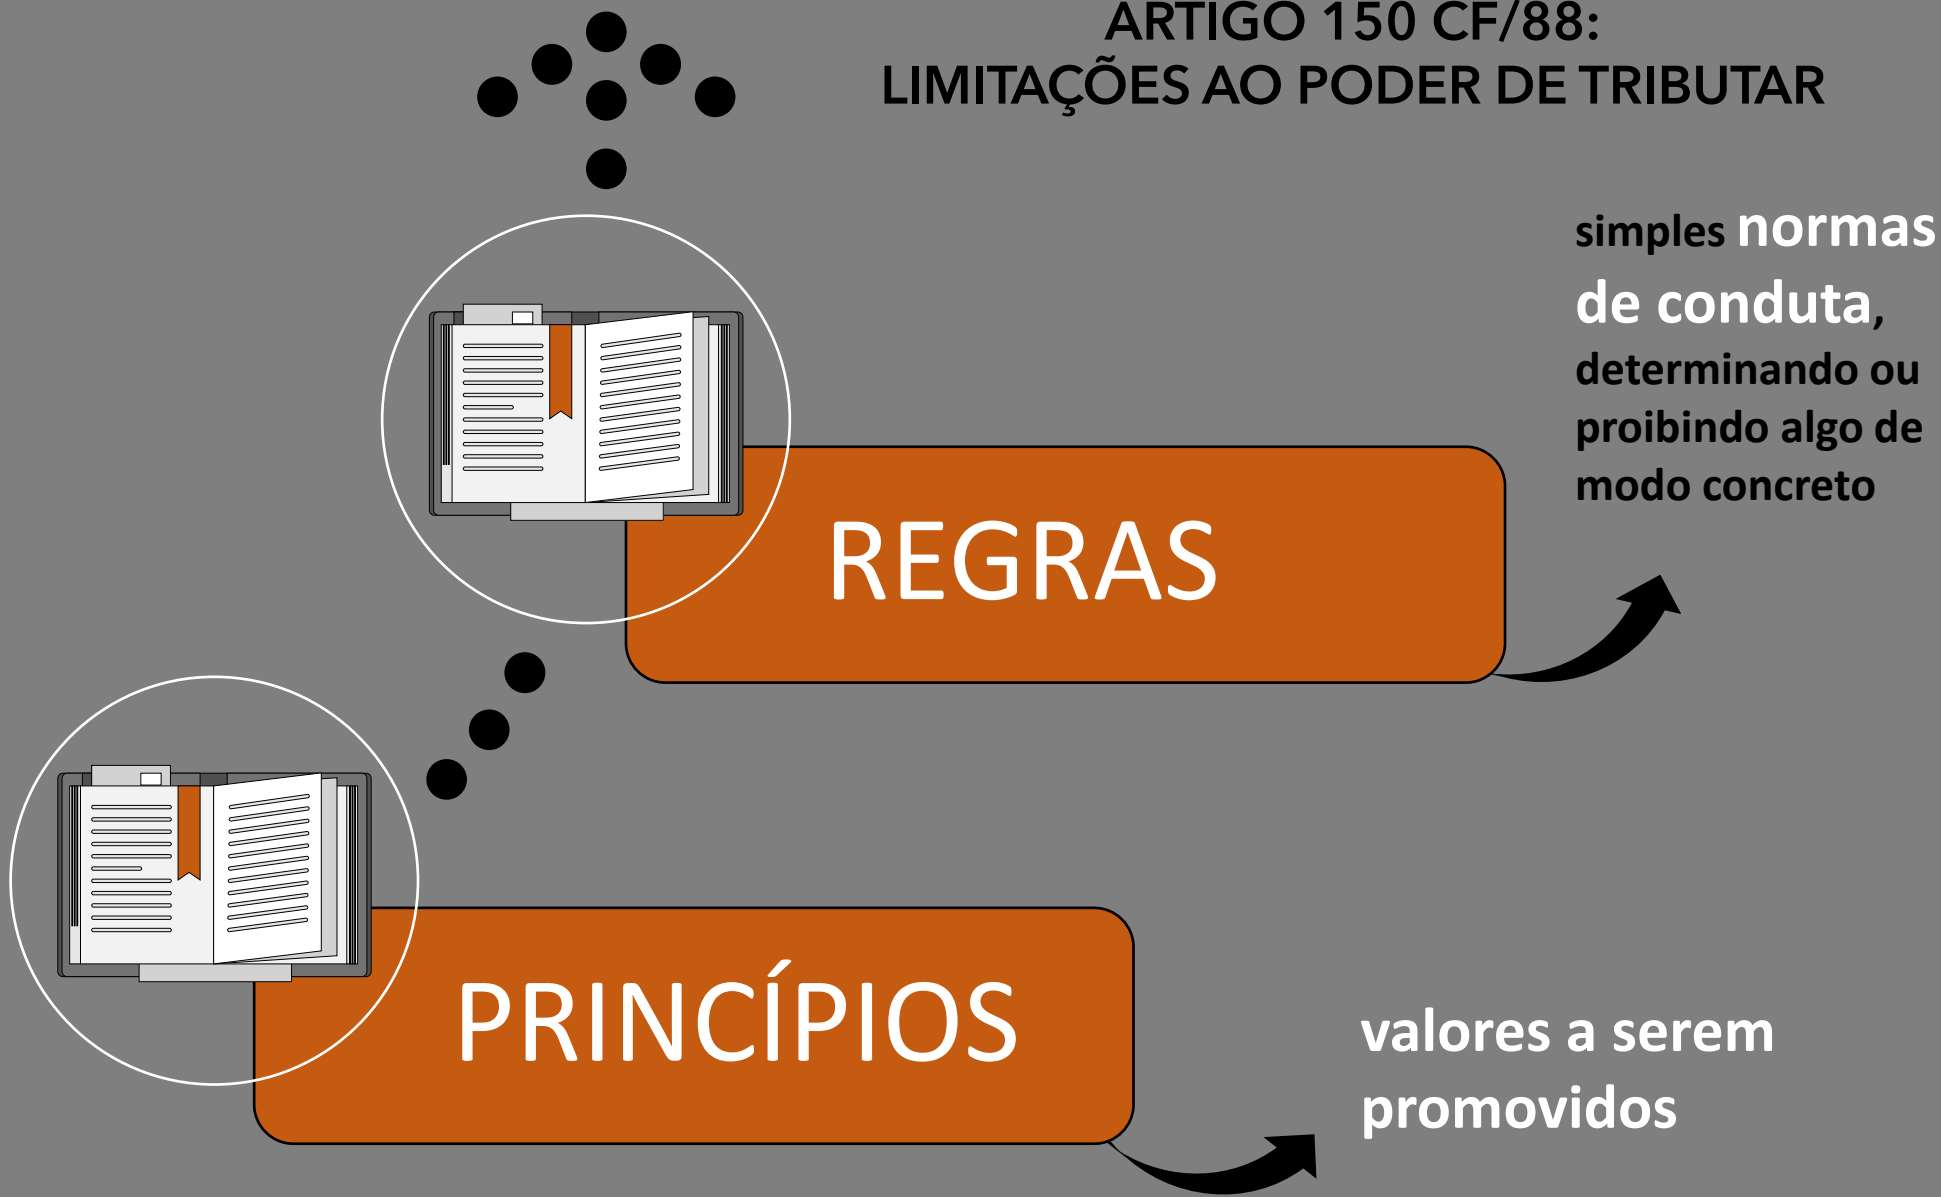 ARTIGO 150 CF/88:
LIMITAÇÕES AO PODER DE TRIBUTAR
simples normas
de conduta,
determinando ou
proibindo algo de
modo concreto
REGRAS
PRINCÍPIOS
valores a serem
promovidos